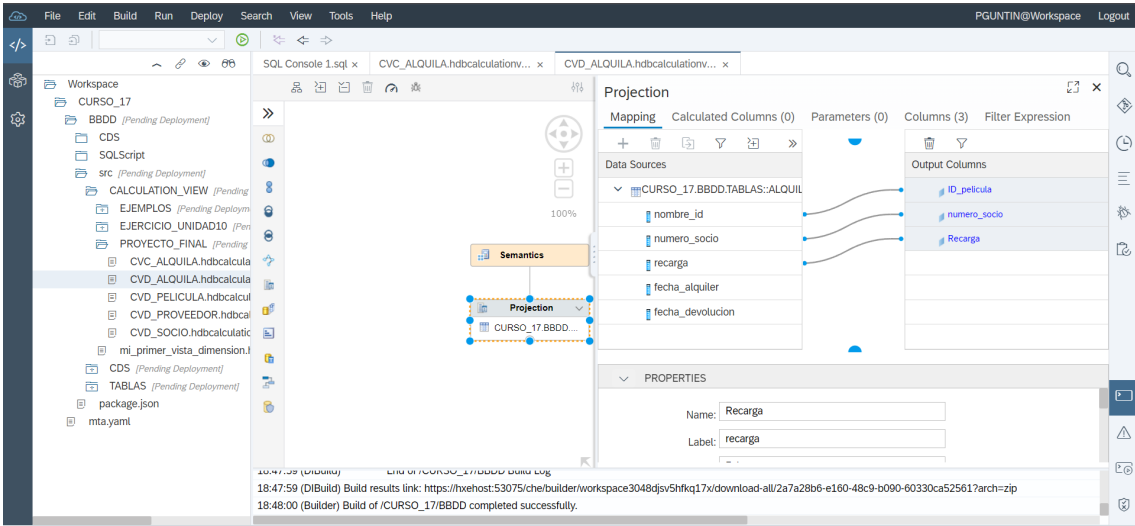 File Edit Build Run Deploy Search View Tools Help PGUNTIN@Workspace Logout
SQL Console 1.sql × CVC_ALQUILA.hdbcalculationv... × CVD_ALQUILA.hdbcalculationv... ×
Workspace
CURSO_17
BBDD [Pending Deployment]
CDS
SQLScript
src [Pending Deployment]
CALCULATION_VIEW [Pending
EJEMPLOS [Pending Deploym
EJERCICIO_UNIDAD10 [Pen
PROYECTO_FINAL [Pending
CVC_ALQUILA.hdbcalcula
CVD_ALQUILA.hdbcalcula
CVD_PELICULA.hdbcalcul
CVD_PROVEEDOR.hdbcal
CVD_SOCIO.hdbcalculatic
mi_primer_vista_dimension.h
CDS [Pending Deployment]
TABLAS [Pending Deployment]
package.json
mta.yaml
100%
Semantics
Projection
CURSO_17.BBDD....
Projection
Mapping Calculated Columns (0) Parameters (0) Columns (3) Filter Expression
Data Sources Output Columns
CURSO_17.BBDD.TABLAS::ALQUIL
nombre_id ID_pelicula
numero_socio numero_socio
recarga Recarga
fecha_alquiler
fecha_devolucion
PROPERTIES
Name: Recarga
Label: recarga
18:47:59 (DIBuild) End of /CURSO_17/BBDD Build Log
18:47:59 (DIBuild) Build results link: https://hxehost:53075/che/builder/workspace3048djsv5hfkq17x/download-all/2a7a28b6-e160-48c9-b090-60330ca52561?arch=zip
18:48:00 (Builder) Build of /CURSO_17/BBDD completed successfully.